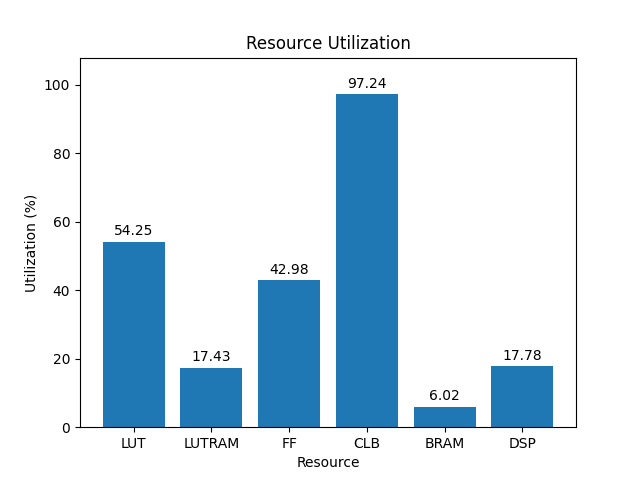 Resource Utilization
100
80
60
40
20
0
Utilization (%)
54.25
17.43
42.98
97.24
6.02
17.78
LUT
LUTRAM
FF
CLB
BRAM
DSP
Resource